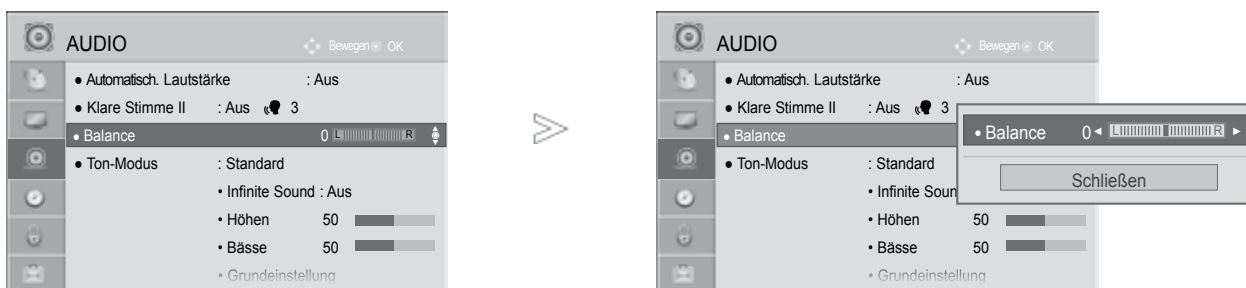 AUDIO
Bewegen OK
● Automatisch. Lautstärke : Aus
● Klare Stimme II : Aus 3
● Balance 0 L R
● Ton-Modus : Standard
• Infinite Sound : Aus
• Höhen 50
• Bässe 50
• Grundeinstellung
AUDIO
Bewegen OK
● Automatisch. Lautstärke : Aus
● Klare Stimme II : Aus 3
● Balance
● Ton-Modus : Standard
• Infinite Soun
• Höhen 50
• Bässe 50
• Grundeinstellung
• Balance 0 ◄ L R ►
Schließen